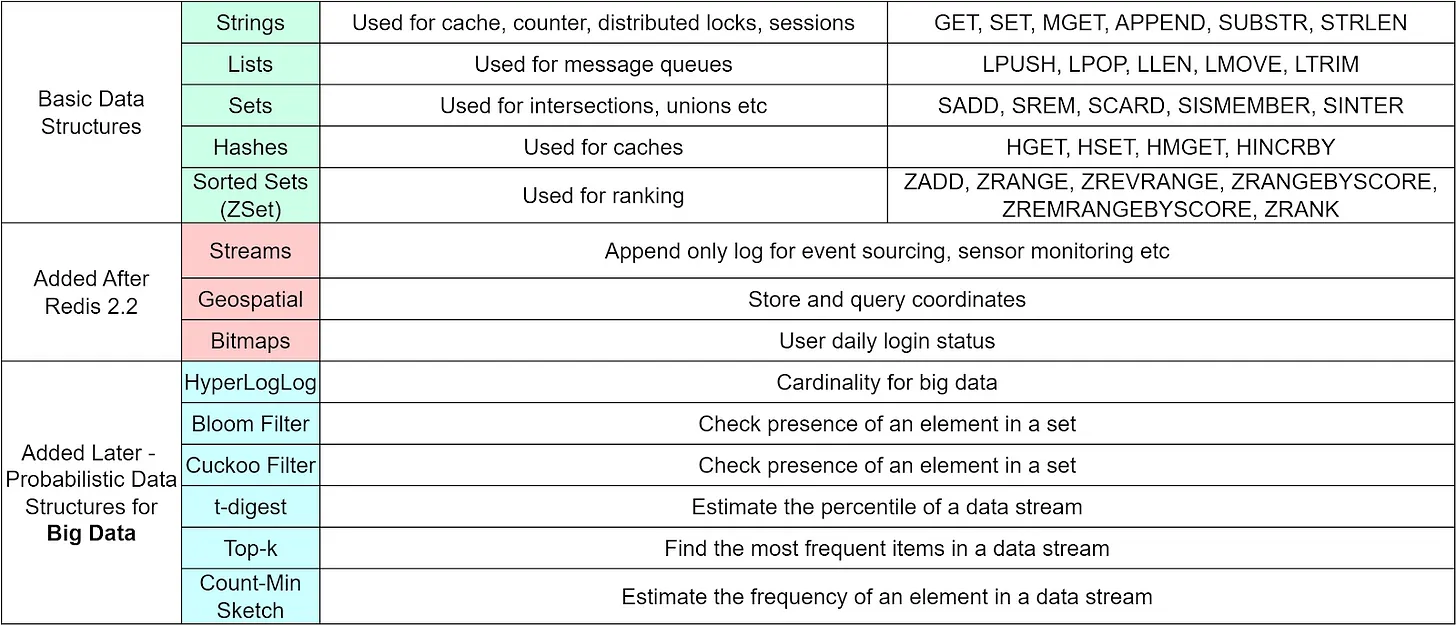 Basic Data
Structures
Strings
Used for cache, counter, distributed locks, sessions
GET, SET, MGET, APPEND, SUBSTR, STRLEN
Lists
Used for message queues
LPUSH, LPOP, LLEN, LMOVE, LTRIM
Sets
Used for intersections, unions etc
SADD, SREM, SCARD, SISMEMBER, SINTER
Hashes
Used for caches
HGET, HSET, HMGET, HINCRBY
Sorted Sets
(ZSet)
Used for ranking
ZADD, ZRANGE, ZREVRANGE, ZRANGEBYSCORE,
ZREMRANGEBYSCORE, ZRANK
Added After
Redis 2.2
Streams
Append only log for event sourcing, sensor monitoring etc
Geospatial
Store and query coordinates
Bitmaps
User daily login status
Added Later -
Probabilistic Data
Structures for
Big Data
HyperLogLog
Cardinality for big data
Bloom Filter
Check presence of an element in a set
Cuckoo Filter
Check presence of an element in a set
t-digest
Estimate the percentile of a data stream
Top-k
Find the most frequent items in a data stream
Count-Min
Sketch
Estimate the frequency of an element in a data stream